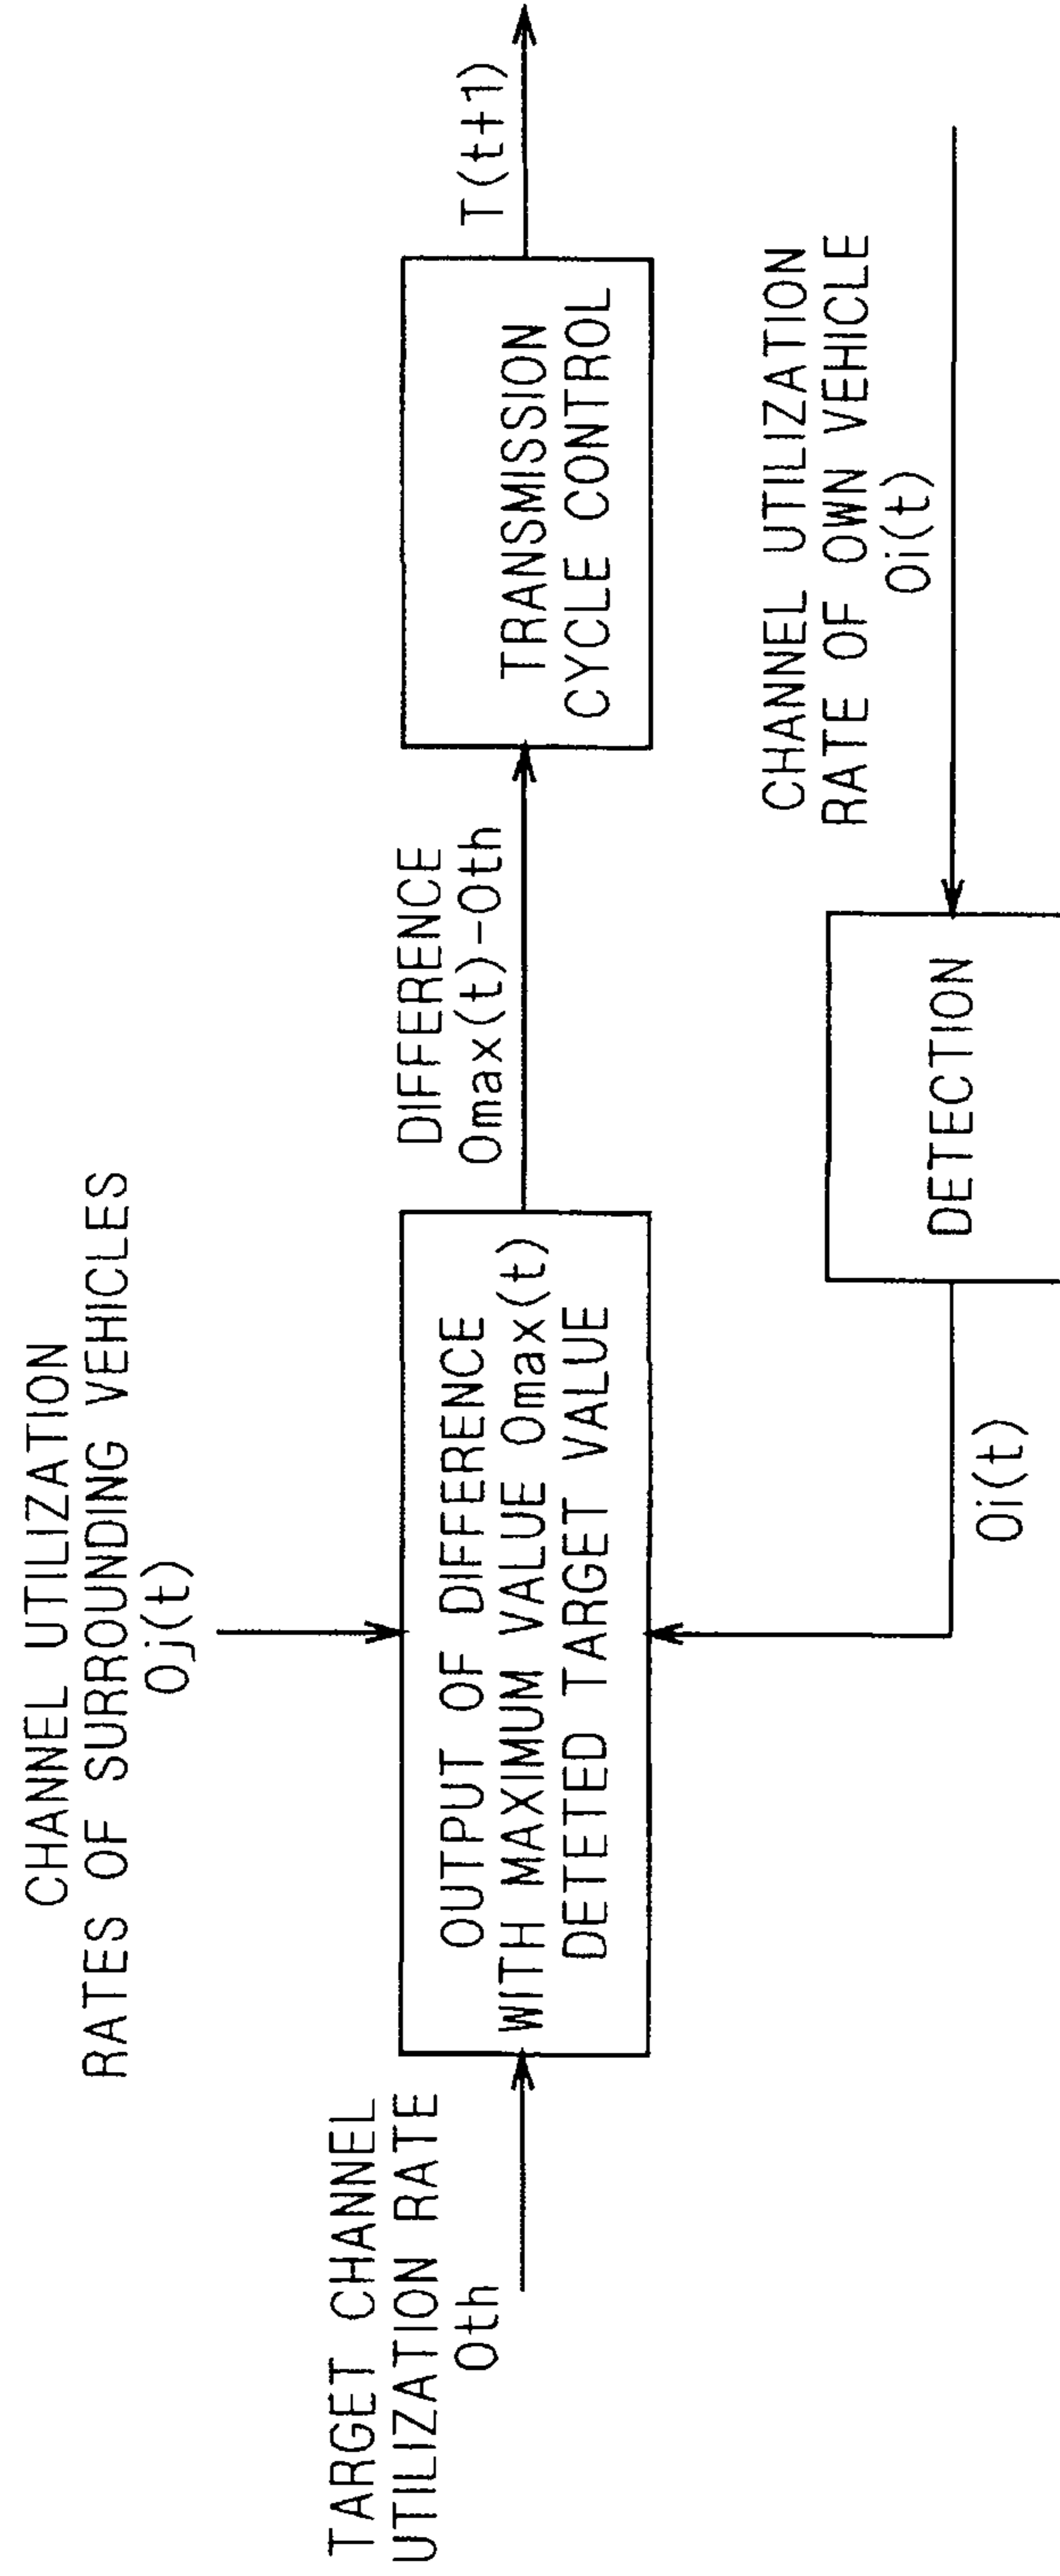 CHANNEL UTILIZATION
RATES OF SURROUNDING VEHICLES
Oj(t)
TARGET CHANNEL
UTILIZATION RATE
Oth
OUTPUT OF DIFFERENCE
WITH MAXIMUM VALUE Omax(t)
DETETED TARGET VALUE
DIFFERENCE
Omax(t)-Oth
TRANSMISSION
CYCLE CONTROL
T(t+1)
Oi(t)
DETECTION
CHANNEL UTILIZATION
RATE OF OWN VEHICLE
Oi(t)